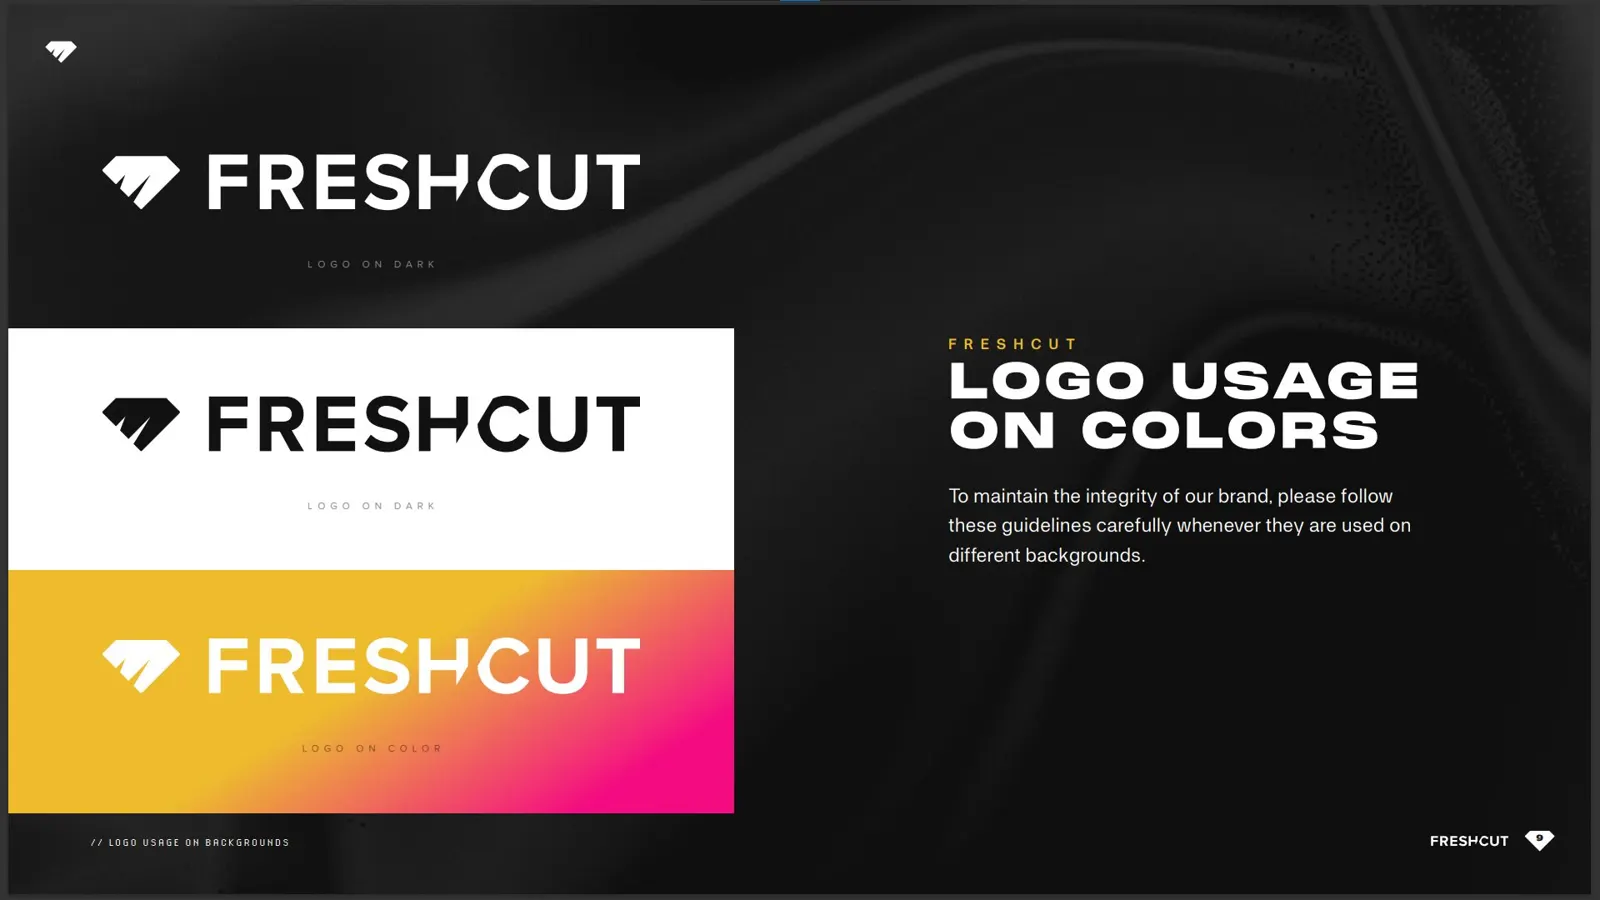 FRESHCUT
LOGO ON DARK
FRESHCUT
LOGO ON DARK
FRESHCUT
LOGO ON COLOR
FRESHCUT
LOGO USAGE
ON COLORS
To maintain the integrity of our brand, please follow
these guidelines carefully whenever they are used on
different backgrounds.
// LOGO USAGE ON BACKGROUNDS
FRESHCUT 9